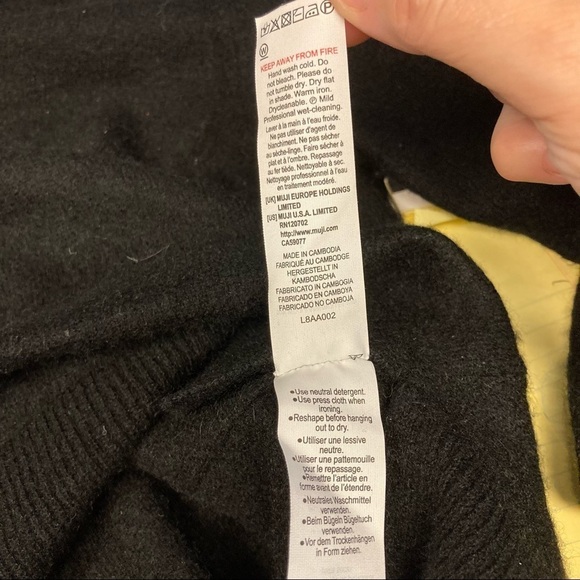 W
KEEP AWAY FROM FIRE
Hand wash cold. Do
not bleach. Please do
not tumble dry. Dry flat
in shade. Warm iron.
Drycleanable. Ⓟ Mild
Professional wet-cleaning.
Laver à la main à l'eau froide.
Ne pas utiliser d'agent de
blanchiment. Ne pas sécher
au sèche-linge. Faire sécher à
plat et à l'ombre. Repassage
au fer tiède. Nettoyable à sec.
Nettoyage professionnel à l'eau
en traitement modéré.
[UK] MUJI EUROPE HOLDINGS
LIMITED
[US] MUJI U.S.A. LIMITED
RN120702
http://www.muji.com
CA59077
MADE IN CAMBODIA
FABRIQUÉ AU CAMBODGE
HERGESTELLT IN
KAMBODSCHA
FABBRICATO IN CAMBOGIA
FABRICADO EN CAMBOYA
FABRICADO NO CAMBOJA
L8AA002
•Use neutral detergent.
•Use press cloth when
ironing.
•Reshape before hanging
out to dry.
•Utiliser une lessive
neutre.
•Utiliser une pattemouille
pour le repassage.
•Remettre l'article en
forme avant de l'étendre.
•Neutrales Waschmittel
verwenden.
•Beim Bügeln Bügeltuch
verwenden.
•Vor dem Trockenhängen
in Form ziehen.